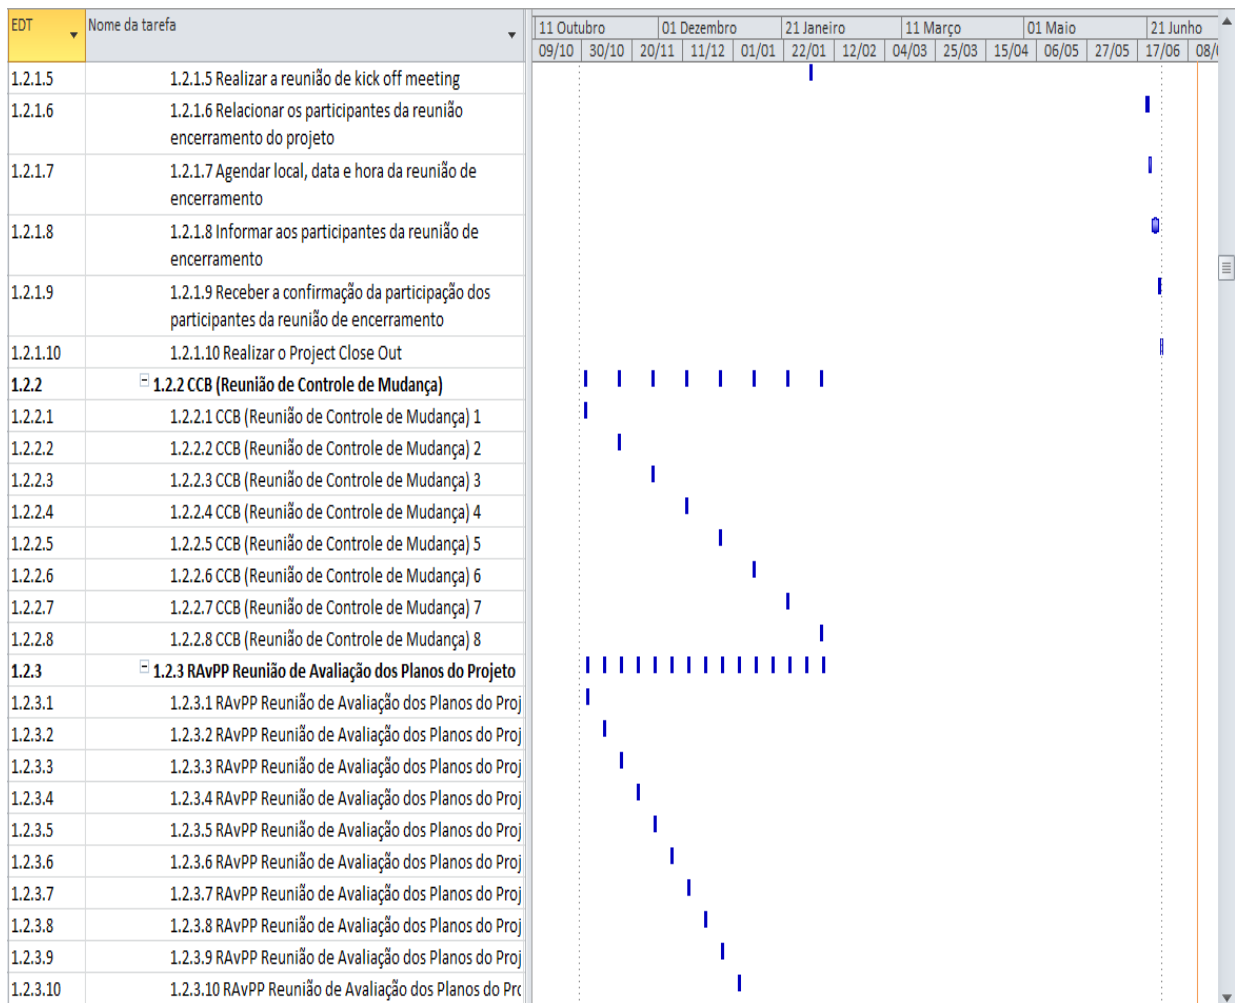 EDT
Nome da tarefa
11 Outubro 01 Dezembro 21 Janeiro 11 Março 01 Maio 21 Junho
09/10 30/10 20/11 11/12 01/01 22/01 12/02 04/03 25/03 15/04 06/05 27/05 17/06
1.2.1.5 1.2.1.5 Realizar a reunião de kick off meeting
1.2.1.6 1.2.1.6 Relacionar os participantes da reunião
encerramento do projeto
1.2.1.7 1.2.1.7 Agendar local, data e hora da reunião de
encerramento
1.2.1.8 1.2.1.8 Informar aos participantes da reunião de
encerramento
1.2.1.9 1.2.1.9 Receber a confirmação da participação dos
participantes da reunião de encerramento
1.2.1.10 1.2.1.10 Realizar o Project Close Out
1.2.2 1.2.2 CCB (Reunião de Controle de Mudança)
1.2.2.1 1.2.2.1 CCB (Reunião de Controle de Mudança) 1
1.2.2.2 1.2.2.2 CCB (Reunião de Controle de Mudança) 2
1.2.2.3 1.2.2.3 CCB (Reunião de Controle de Mudança) 3
1.2.2.4 1.2.2.4 CCB (Reunião de Controle de Mudança) 4
1.2.2.5 1.2.2.5 CCB (Reunião de Controle de Mudança) 5
1.2.2.6 1.2.2.6 CCB (Reunião de Controle de Mudança) 6
1.2.2.7 1.2.2.7 CCB (Reunião de Controle de Mudança) 7
1.2.2.8 1.2.2.8 CCB (Reunião de Controle de Mudança) 8
1.2.3 1.2.3 RAvPP Reunião de Avaliação dos Planos do Projeto
1.2.3.1 1.2.3.1 RAvPP Reunião de Avaliação dos Planos do Proj
1.2.3.2 1.2.3.2 RAvPP Reunião de Avaliação dos Planos do Proj
1.2.3.3 1.2.3.3 RAvPP Reunião de Avaliação dos Planos do Proj
1.2.3.4 1.2.3.4 RAvPP Reunião de Avaliação dos Planos do Proj
1.2.3.5 1.2.3.5 RAvPP Reunião de Avaliação dos Planos do Proj
1.2.3.6 1.2.3.6 RAvPP Reunião de Avaliação dos Planos do Proj
1.2.3.7 1.2.3.7 RAvPP Reunião de Avaliação dos Planos do Proj
1.2.3.8 1.2.3.8 RAvPP Reunião de Avaliação dos Planos do Proj
1.2.3.9 1.2.3.9 RAvPP Reunião de Avaliação dos Planos do Proj
1.2.3.10 1.2.3.10 RAvPP Reunião de Avaliação dos Planos do Pro